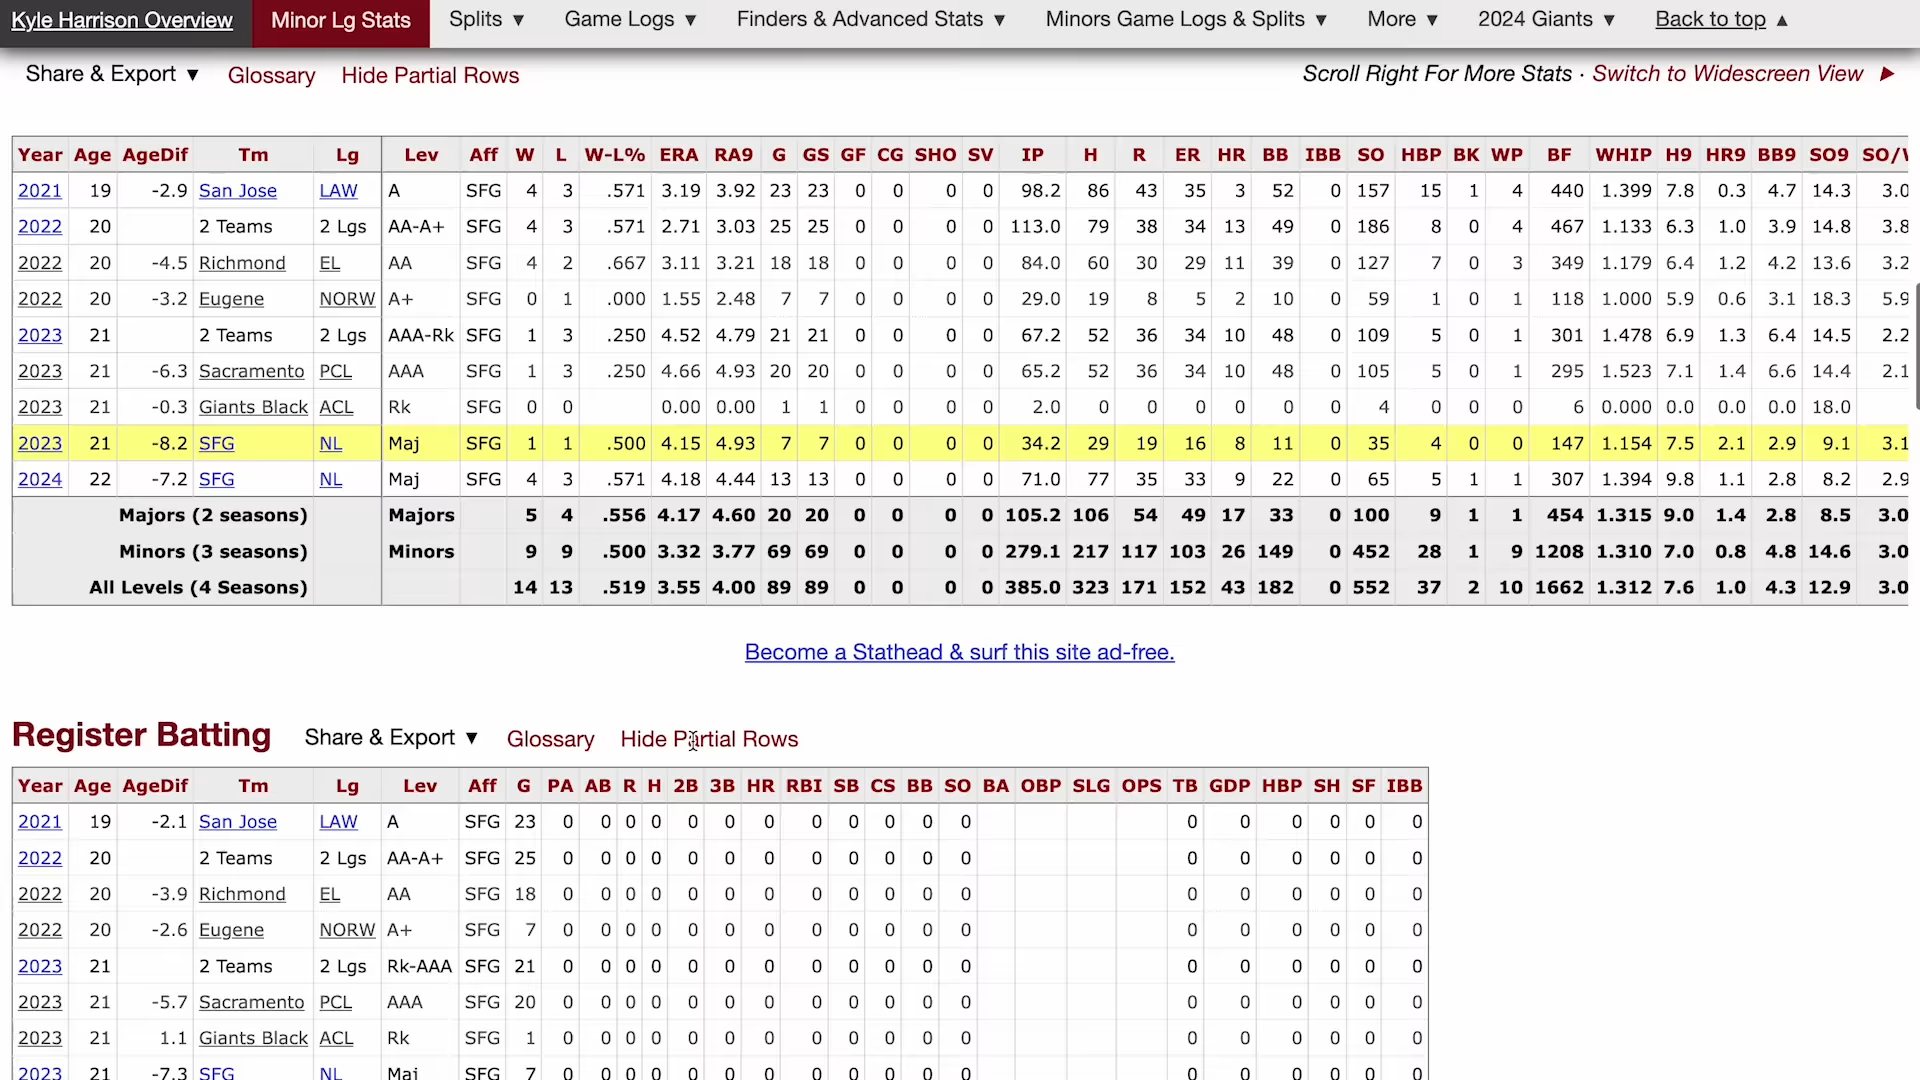 Kyle Harrison Overview Minor Lg Stats Splits ▼ Game Logs ▼ Finders & Advanced Stats ▼ Minors Game Logs & Splits ▼ More ▼ 2024 Giants ▼ Back to top ▲
Share & Export ▼ Glossary Hide Partial Rows Scroll Right For More Stats · Switch to Widescreen View ▶
Year Age AgeDif Tm Lg Lev Aff W L W-L% ERA RA9 G GS GF CG SHO SV IP H R ER HR BB IBB SO HBP BK WP BF WHIP H9 HR9 BB9 SO9 SO/
2021 19 -2.9 San Jose LAW A SFG 4 3 .571 3.19 3.92 23 23 0 0 0 0 98.2 86 43 35 3 52 0 157 15 1 4 440 1.399 7.8 0.3 4.7 14.3 3.0
2022 20 2 Teams 2 Lgs AA-A+ SFG 4 3 .571 2.71 3.03 25 25 0 0 0 0 113.0 79 38 34 13 49 0 186 8 0 4 467 1.133 6.3 1.0 3.9 14.8 3.8
2022 20 -4.5 Richmond EL AA SFG 4 2 .667 3.11 3.21 18 18 0 0 0 0 84.0 60 30 29 11 39 0 127 7 0 3 349 1.179 6.4 1.2 4.2 13.6 3.2
2022 20 -3.2 Eugene NORW A+ SFG 0 1 .000 1.55 2.48 7 7 0 0 0 0 29.0 19 8 5 2 10 0 59 1 0 1 118 1.000 5.9 0.6 3.1 18.3 5.9
2023 21 2 Teams 2 Lgs AAA-Rk SFG 1 3 .250 4.52 4.79 21 21 0 0 0 0 67.2 52 36 34 10 48 0 109 5 0 1 301 1.478 6.9 1.3 6.4 14.5 2.2
2023 21 -6.3 Sacramento PCL AAA SFG 1 3 .250 4.66 4.93 20 20 0 0 0 0 65.2 52 36 34 10 48 0 105 5 0 1 295 1.523 7.1 1.4 6.6 14.4 2.1
2023 21 -0.3 Giants Black ACL Rk SFG 0 0 0.00 0.00 1 1 0 0 0 0 2.0 0 0 0 0 0 0 4 0 0 0 6 0.000 0.0 0.0 0.0 18.0
2023 21 -8.2 SFG NL Maj SFG 1 1 .500 4.15 4.93 7 7 0 0 0 0 34.2 29 19 16 8 11 0 35 4 0 0 147 1.154 7.5 2.1 2.9 9.1 3.1
2024 22 -7.2 SFG NL Maj SFG 4 3 .571 4.18 4.44 13 13 0 0 0 0 71.0 77 35 33 9 22 0 65 5 1 1 307 1.394 9.8 1.1 2.8 8.2 2.9
Majors (2 seasons) Majors 5 4 .556 4.17 4.60 20 20 0 0 0 0 105.2 106 54 49 17 33 0 100 9 1 1 454 1.315 9.0 1.4 2.8 8.5 3.0
Minors (3 seasons) Minors 9 9 .500 3.32 3.77 69 69 0 0 0 0 279.1 217 117 103 26 149 0 452 28 1 9 1208 1.310 7.0 0.8 4.8 14.6 3.0
All Levels (4 Seasons) 14 13 .519 3.55 4.00 89 89 0 0 0 0 385.0 323 171 152 43 182 0 552 37 2 10 1662 1.312 7.6 1.0 4.3 12.9 3.0
Become a Stathead & surf this site ad-free.
Register Batting Share & Export ▼ Glossary Hide Partial Rows
Year Age AgeDif Tm Lg Lev Aff G PA AB R H 2B 3B HR RBI SB CS BB SO BA OBP SLG OPS TB GDP HBP SH SF IBB
2021 19 -2.1 San Jose LAW A SFG 23 0 0 0 0 0 0 0 0 0 0 0 0 0 0 0 0 0 0
2022 20 2 Teams 2 Lgs AA-A+ SFG 25 0 0 0 0 0 0 0 0 0 0 0 0 0 0 0 0 0 0
2022 20 -3.9 Richmond EL AA SFG 18 0 0 0 0 0 0 0 0 0 0 0 0 0 0 0 0 0 0
2022 20 -2.6 Eugene NORW A+ SFG 7 0 0 0 0 0 0 0 0 0 0 0 0 0 0 0 0 0 0
2023 21 2 Teams 2 Lgs Rk-AAA SFG 21 0 0 0 0 0 0 0 0 0 0 0 0 0 0 0 0 0 0
2023 21 -5.7 Sacramento PCL AAA SFG 20 0 0 0 0 0 0 0 0 0 0 0 0 0 0 0 0 0 0
2023 21 1.1 Giants Black ACL Rk SFG 1 0 0 0 0 0 0 0 0 0 0 0 0 0 0 0 0 0 0
2023 21 -7.3 SFG NL Maj SFG 7 0 0 0 0 0 0 0 0 0 0 0 0 0 0 0 0 0 0